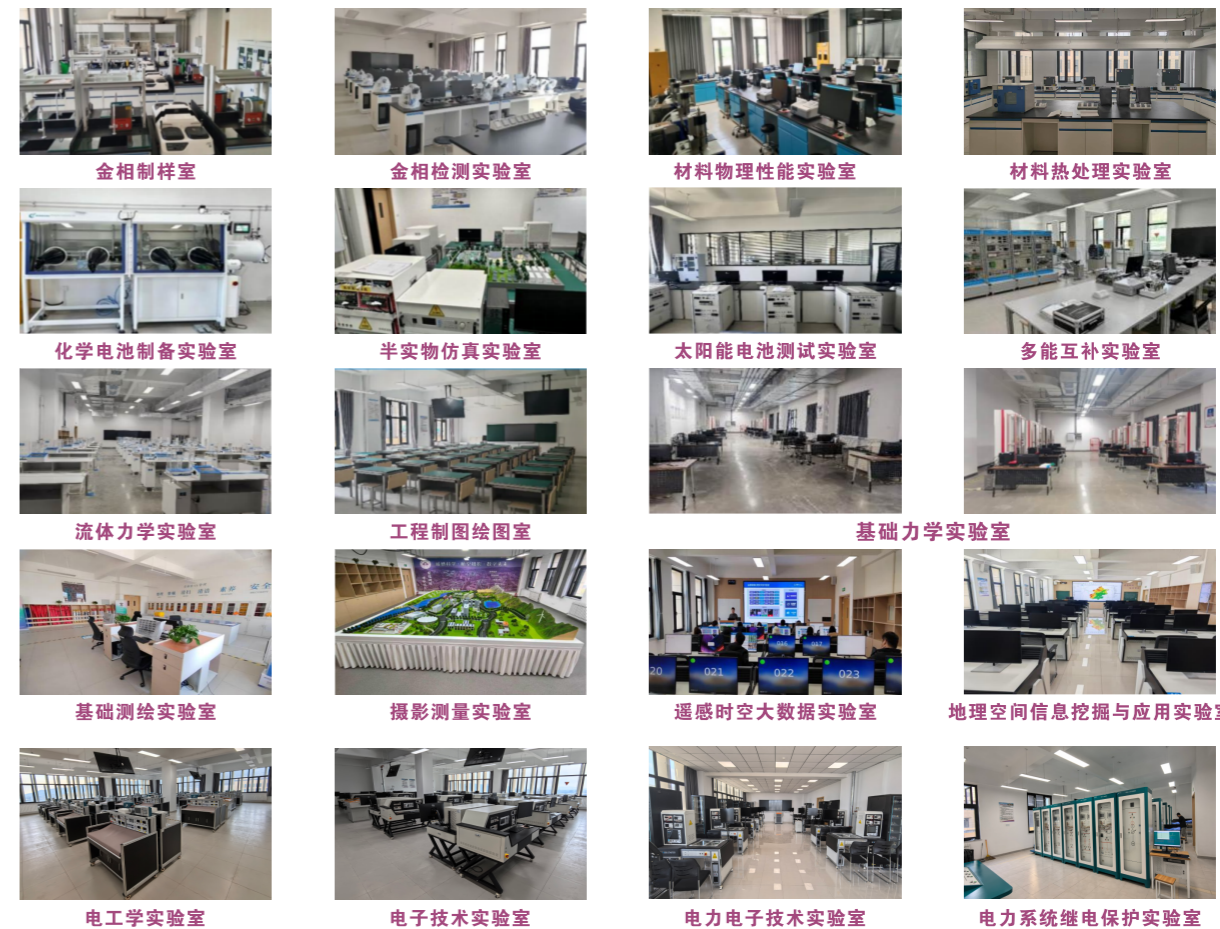 金相制样室
金相检测实验室
材料物理性能实验室
材料热处理实验室
化学电池制备实验室
半实物仿真实验室
太阳能电池测试实验室
多能互补实验室
流体力学实验室
工程制图绘图室
基础力学实验室
安全
基础测绘实验室
摄影测量实验室
020
021
022
023
遥感时空大数据实验室
地理空间信息挖掘与应用实验室
电工学实验室
电子技术实验室
电力电子技术实验室
电力系统继电保护实验室